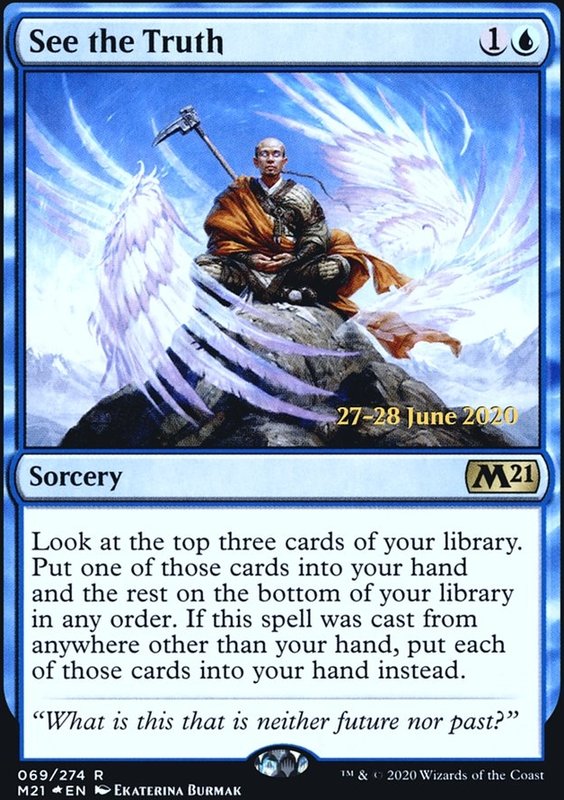 See the Truth 1
27-28 June 2020
Sorcery M21
Look at the top three cards of your library.
Put one of those cards into your hand
and the rest on the bottom of your library
in any order. If this spell was cast from
anywhere other than your hand, put each
of those cards into your hand instead.
“What is this that is neither future nor past?”
069/274 R ™ & © 2020 Wizards of the Coast
M21 ★ EN Ekaterina Burmak